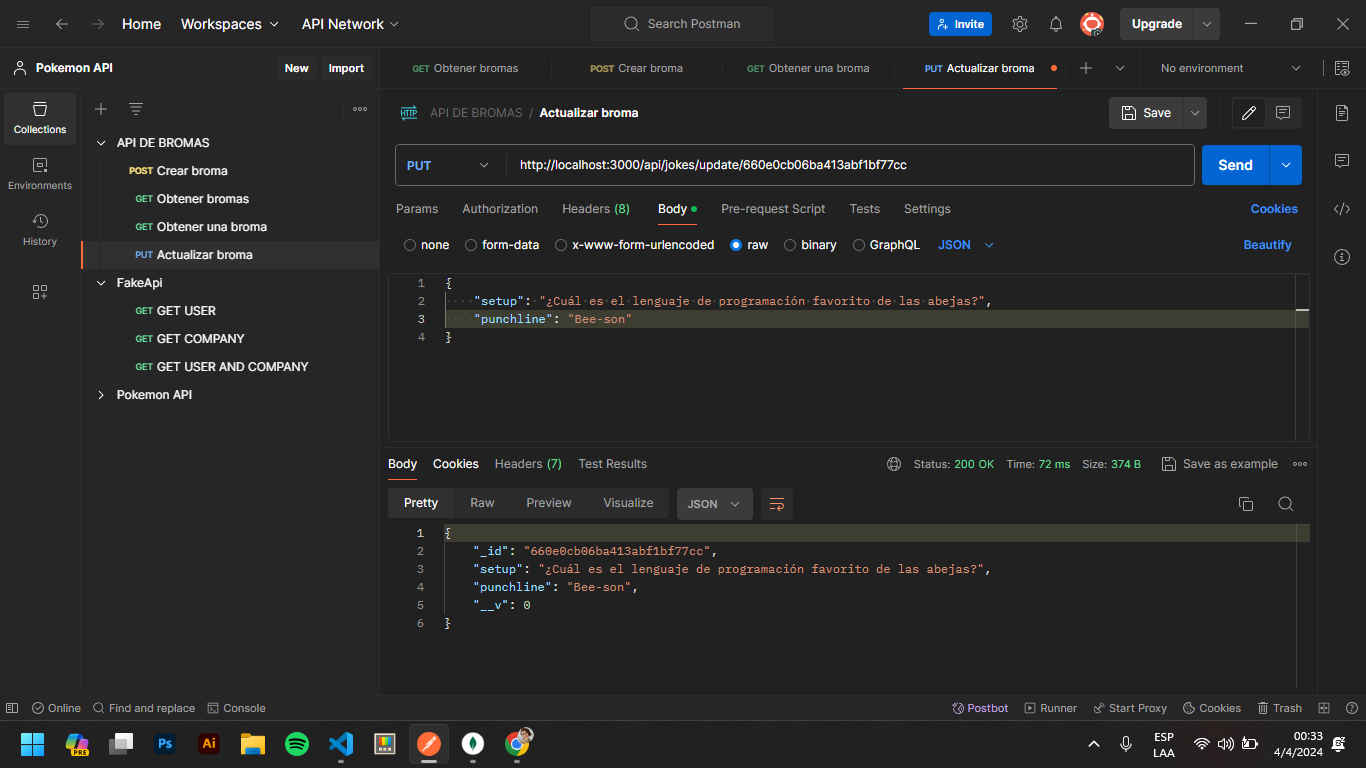 Home Workspaces API Network Search Postman Invite Upgrade
Pokemon API New Import GET Obtener bromas POST Crear broma GET Obtener una broma PUT Actualizar broma No environment
Collections
Environments
History
API DE BROMAS
POST Crear broma
GET Obtener bromas
GET Obtener una broma
PUT Actualizar broma
FakeApi
GET GET USER
GET GET COMPANY
GET GET USER AND COMPANY
Pokemon API
HTTP API DE BROMAS / Actualizar broma Save
PUT http://localhost:3000/api/jokes/update/660e0cb06ba413abf1bf77cc Send
Params Authorization Headers (8) Body Pre-request Script Tests Settings Cookies
none form-data x-www-form-urlencoded raw binary GraphQL JSON Beautify
1 {
2 "setup": "¿Cuál es el lenguaje de programación favorito de las abejas?",
3 "punchline": "Bee-son"
4 }
Body Cookies Headers (7) Test Results Status: 200 OK Time: 72 ms Size: 374 B Save as example
Pretty Raw Preview Visualize JSON
1 {
2 "_id": "660e0cb06ba413abf1bf77cc",
3 "setup": "¿Cuál es el lenguaje de programación favorito de las abejas?",
4 "punchline": "Bee-son",
5 "__v": 0
6 }
Online Find and replace Console Postbot Runner Start Proxy Cookies Trash
PRE Ps Ai ESP 00:33
LAA 4/4/2024